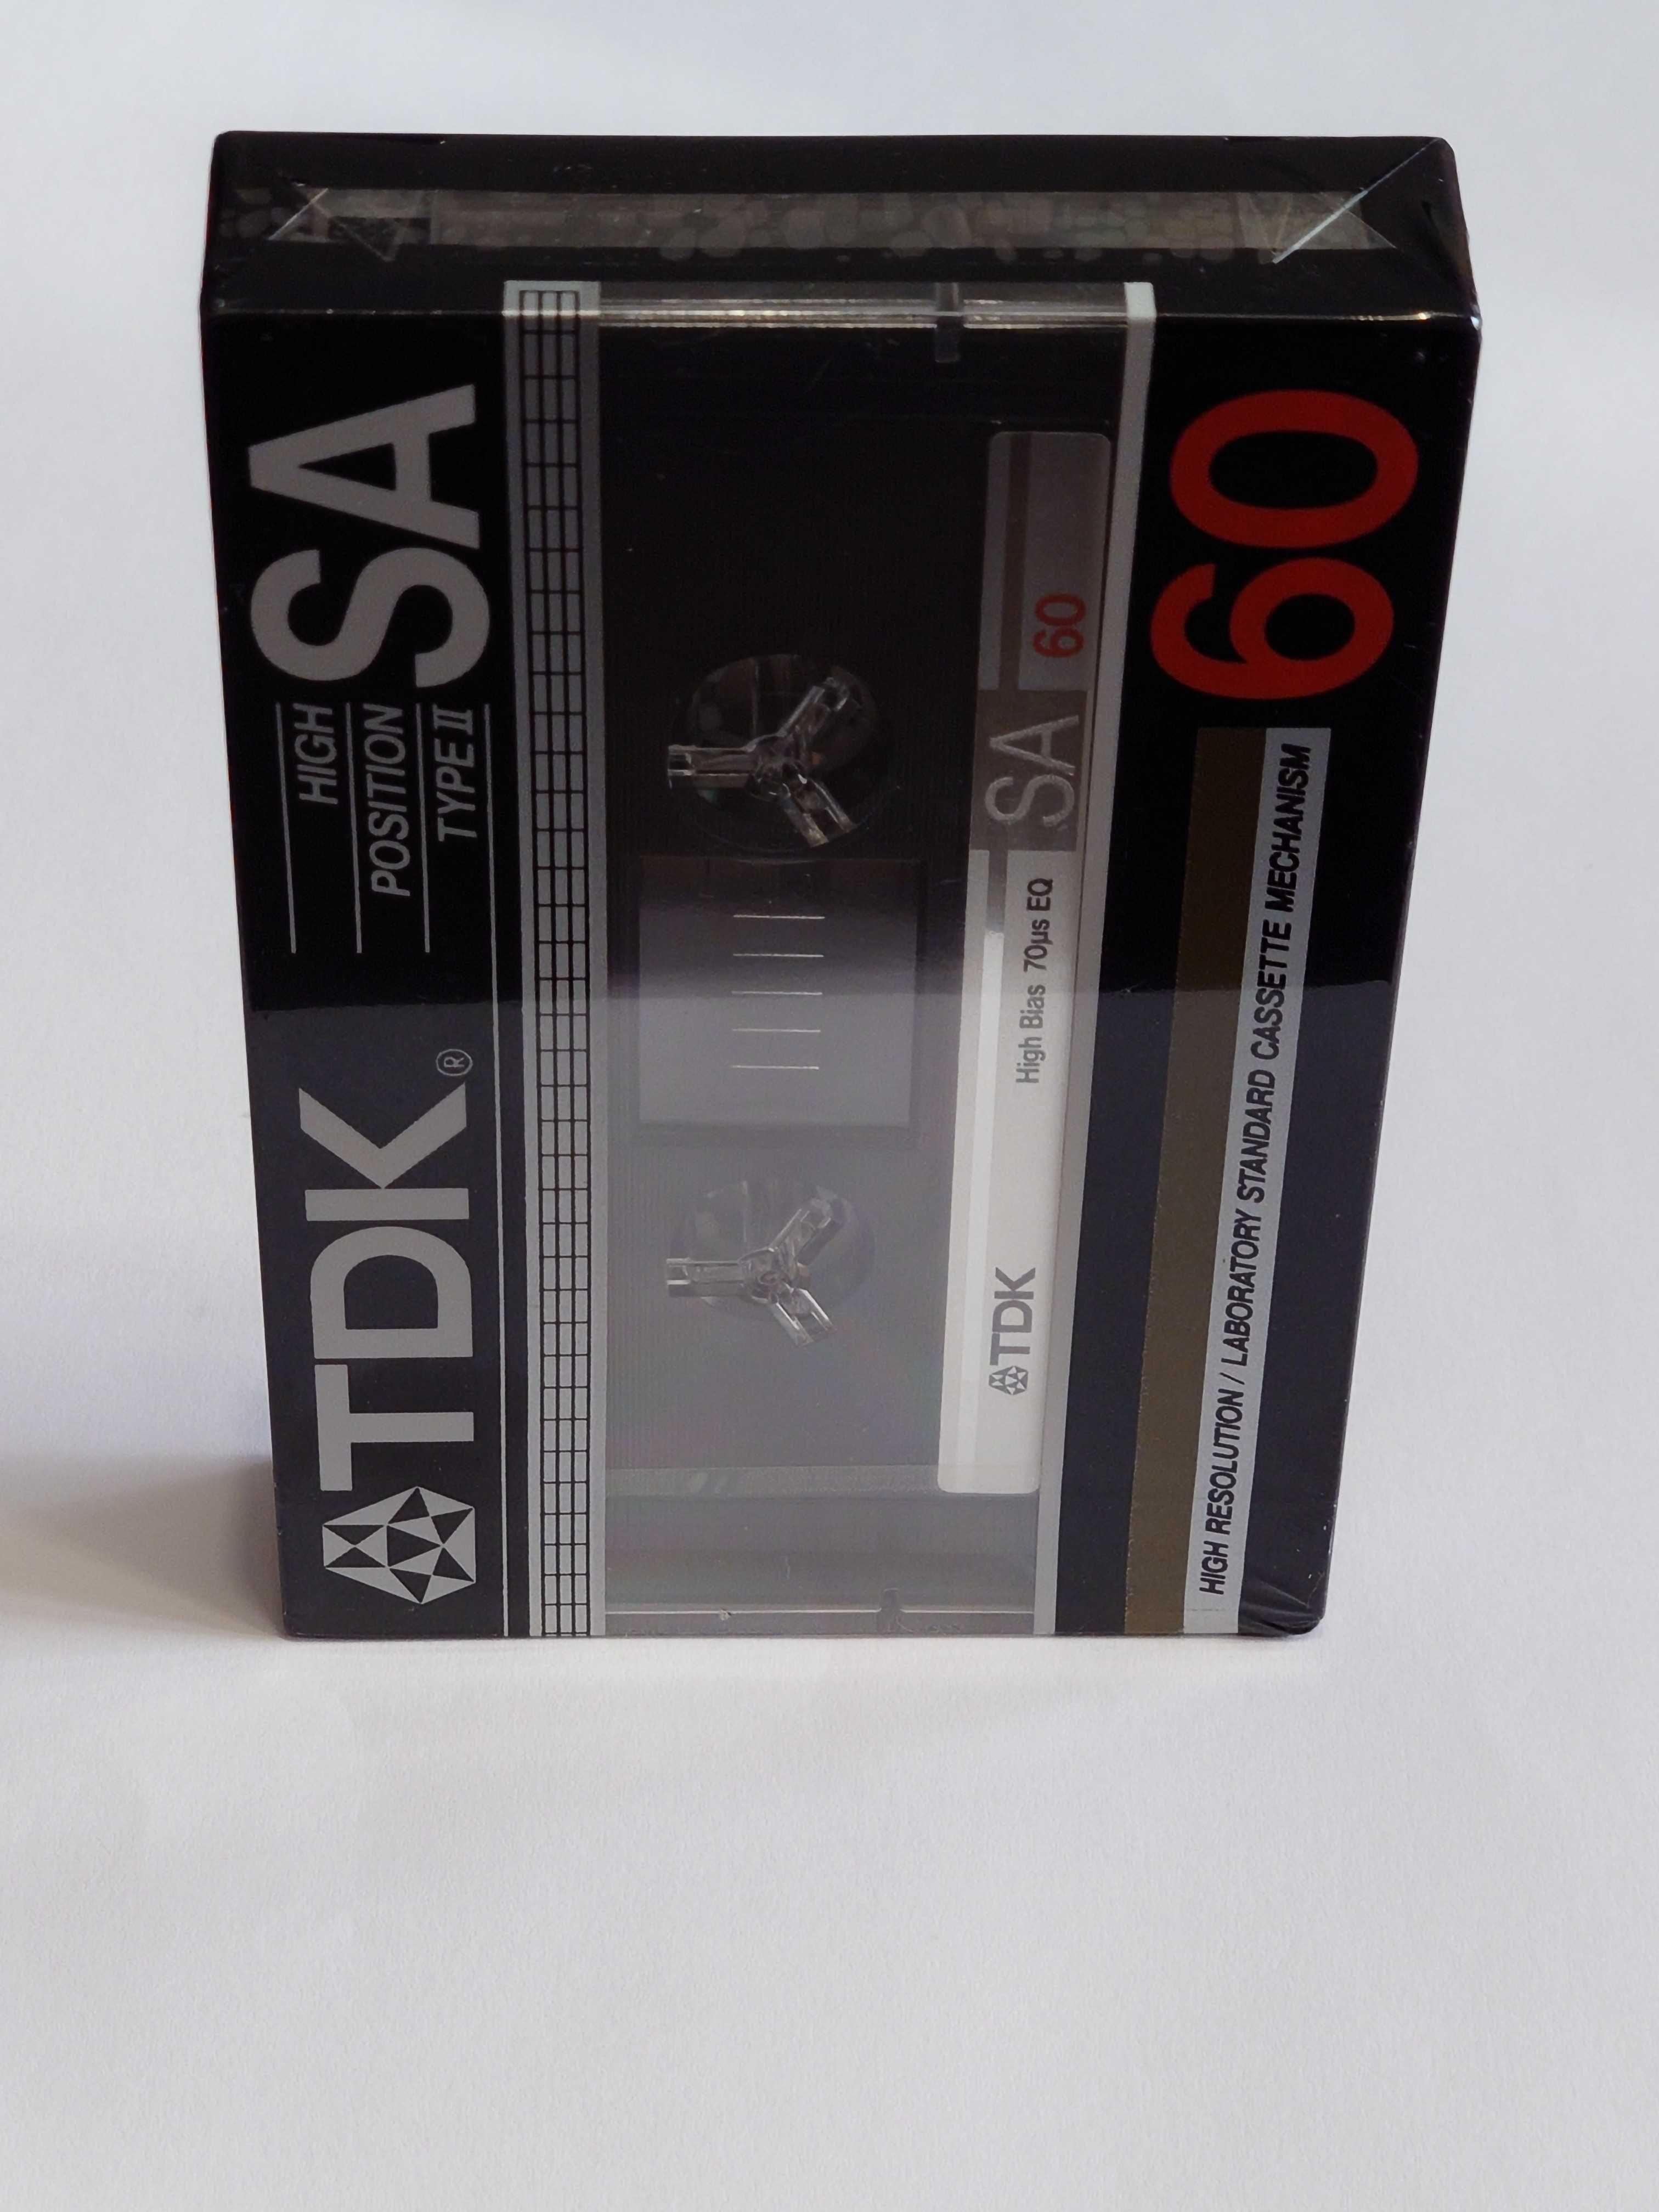 TDK®
HIGH
POSITION
TYPE II
SA
TDK
High Bias 70µs EQ
SA
60
HIGH RESOLUTION / LABORATORY STANDARD CASSETTE MECHANISM
60